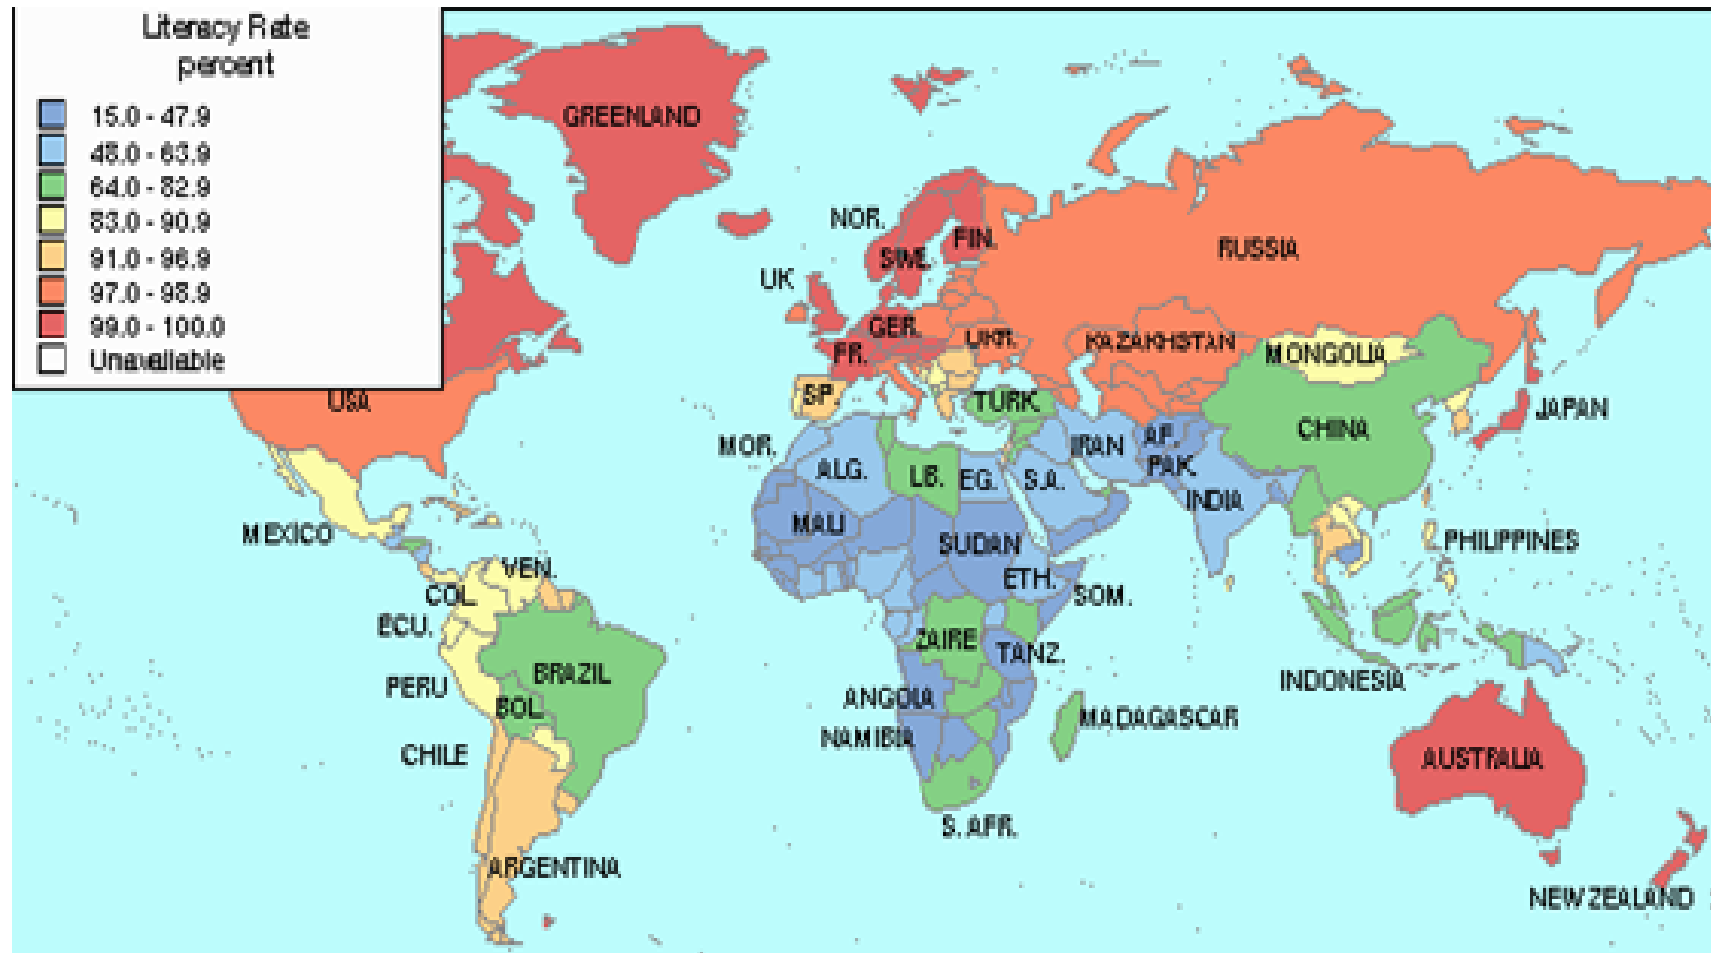 Literacy Rate
percent
15.0 - 47.9
48.0 - 63.9
64.0 - 82.9
83.0 - 90.9
91.0 - 96.9
97.0 - 98.9
99.0 - 100.0
Unavailable
GREENLAND
NOR.
FIN.
SWE.
RUSSIA
UK
GER.
UKR.
FR.
KAZAKHSTAN
MONGOLIA
USA
SP.
TURK.
JAPAN
CHINA
MOR.
IRAN
AF.
ALG.
LB.
EG.
S.A.
PAK.
INDIA
MEXICO
MALI
SUDAN
PHILIPPINES
VEN.
ETH.
COL.
SOM.
ECU.
ZAIRE
TANZ.
BRAZIL
PERU
INDONESIA
BOL.
ANGOLA
MADAGASCAR
NAMIBIA
CHILE
AUSTRALIA
S. AFR.
ARGENTINA
NEW ZEALAND